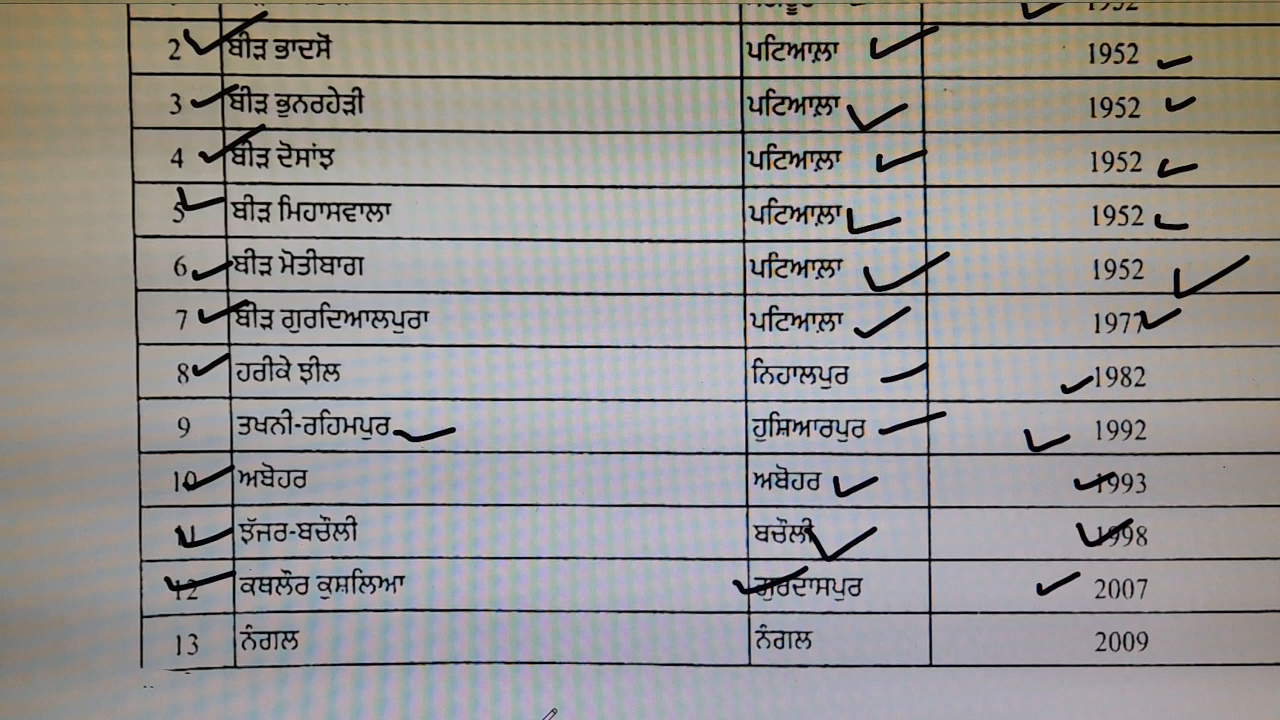 2 ਬੀੜ ਭਾਦਸੋਂ ਪਟਿਆਲ਼ਾ 1952
3 ਬੀੜ ਭੁਨਰਹੇੜੀ ਪਟਿਆਲ਼ਾ 1952
4 ਬੀੜ ਦੋਸਾਂਝ ਪਟਿਆਲ਼ਾ 1952
5 ਬੀੜ ਮਿਹਾਸਵਾਲਾ ਪਟਿਆਲ਼ਾ 1952
6 ਬੀੜ ਮੋਤੀਬਾਗ ਪਟਿਆਲ਼ਾ 1952
7 ਬੀੜ ਗੁਰਦਿਆਲਪੁਰਾ ਪਟਿਆਲ਼ਾ 1977
8 ਹਰੀਕੇ ਝੀਲ ਨਿਹਾਲਪੁਰ 1982
9 ਤਖਨੀ-ਰਹਿਮਪੁਰ ਹੁਸ਼ਿਆਰਪੁਰ 1992
10 ਅਬੋਹਰ ਅਬੋਹਰ 1993
11 ਝੱਜਰ-ਬਚੌਲੀ ਬਚੌਲੀ 1998
12 ਕਥਲੌਰ ਕੁਸ਼ਲਿਆ ਗੁਰਦਾਸਪੁਰ 2007
13 ਨੰਗਲ ਨੰਗਲ 2009